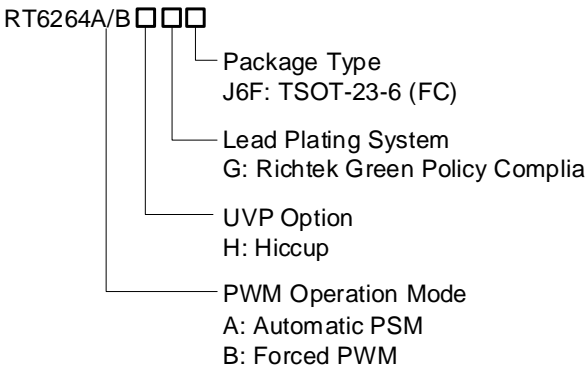 RT6264A/B
Package Type
J6F: TSOT-23-6 (FC)
Lead Plating System
G: Richtek Green Policy Complia
UVP Option
H: Hiccup
PWM Operation Mode
A: Automatic PSM
B: Forced PWM